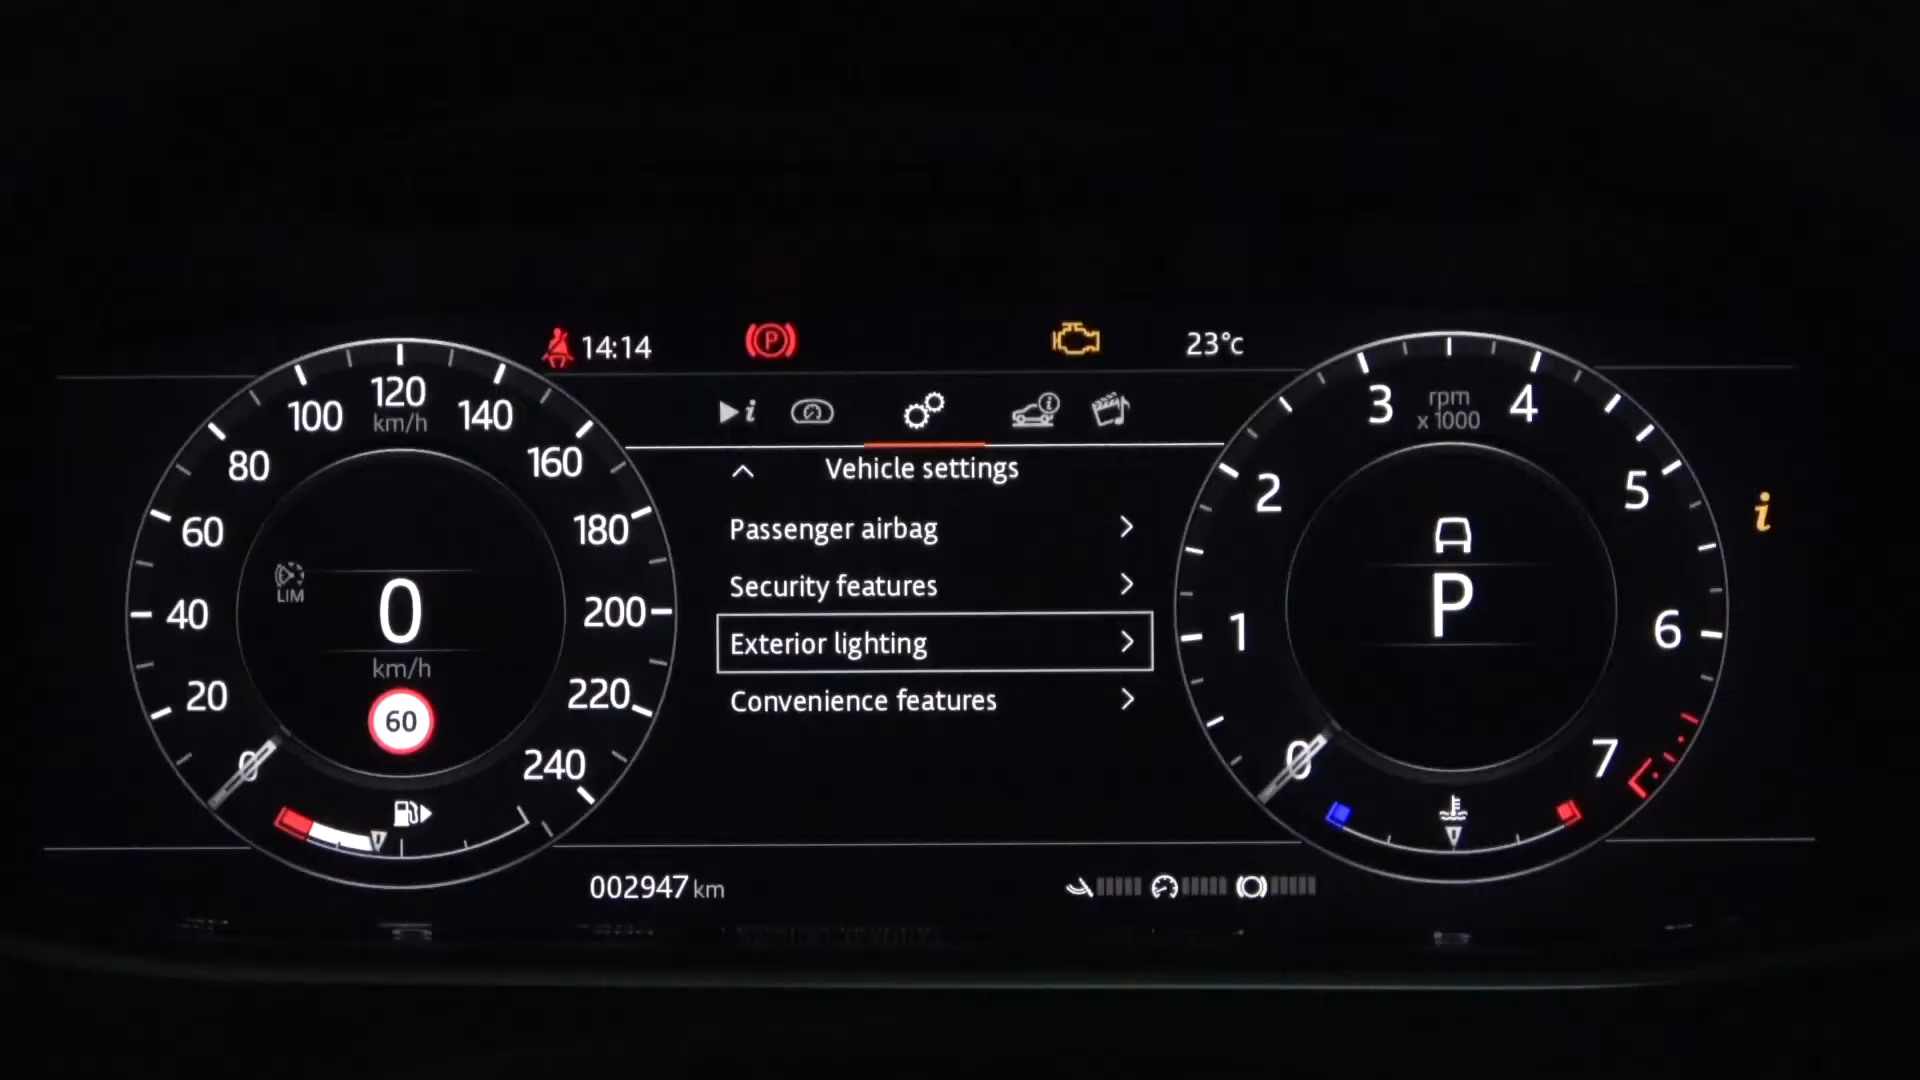 14:14
P
23°c
i
i
Vehicle settings
Passenger airbag
Security features
Exterior lighting
Convenience features
0
20
40
60
80
100
120
km/h
140
160
180
200
220
240
LIM
0
km/h
60
0
1
2
3
rpm
x 1000
4
5
6
7
P
i
002947 km